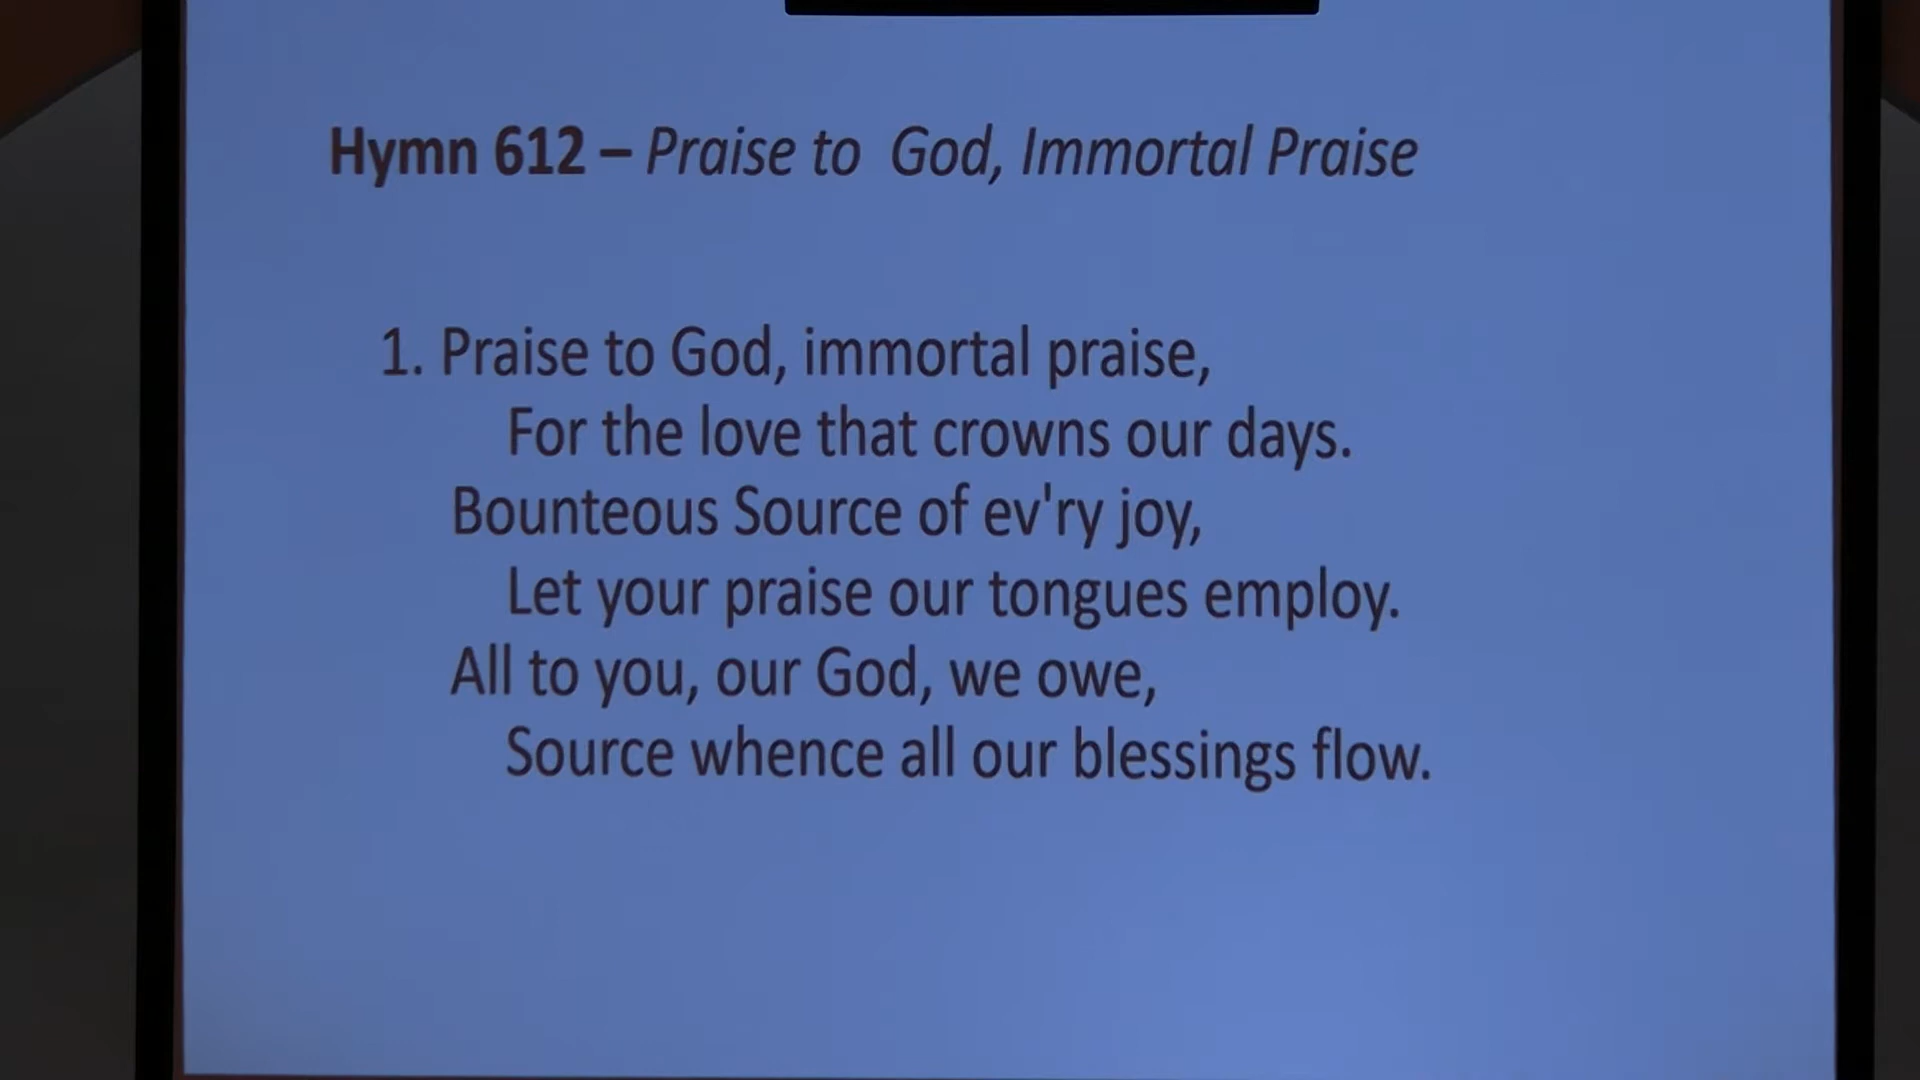 Hymn 612 – Praise to God, Immortal Praise
1. Praise to God, immortal praise,
For the love that crowns our days.
Bounteous Source of ev'ry joy,
Let your praise our tongues employ.
All to you, our God, we owe,
Source whence all our blessings flow.